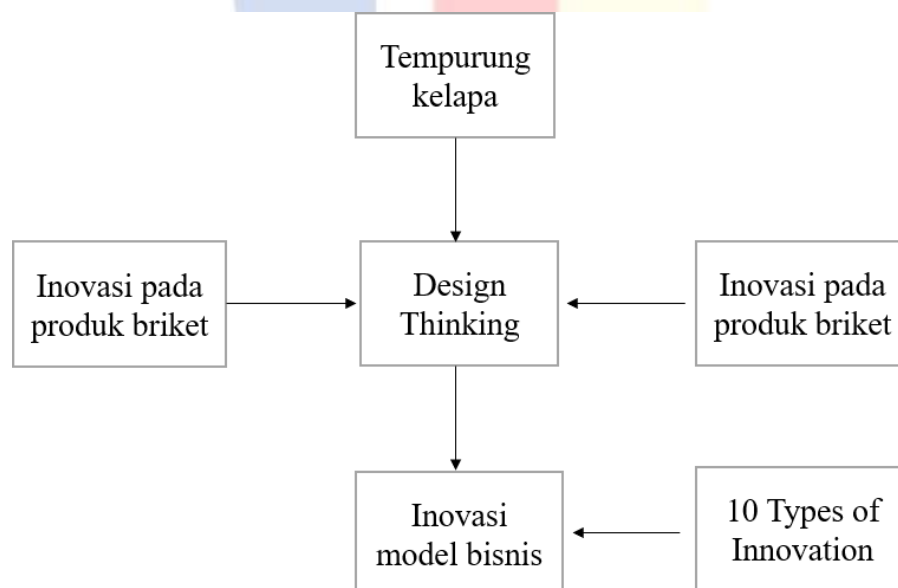 Tempurung
kelapa
Inovasi pada
produk briket
Design
Thinking
Inovasi pada
produk briket
Inovasi
model bisnis
10 Types of
Innovation